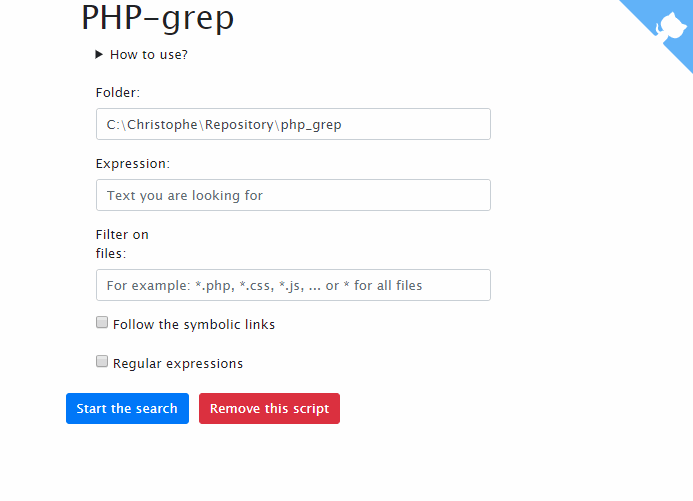 PHP-grep
How to use?
Folder:
C:\Christophe\Repository\php_grep
Expression:
Text you are looking for
Filter on
files:
For example: *.php, *.css, *.js, ... or * for all files
Follow the symbolic links
Regular expressions
Start the search Remove this script